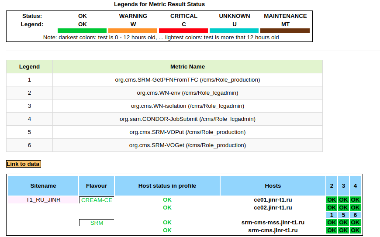 Legends for Metric Result Status
Status: OK WARNING CRITICAL UNKNOWN MAINTENANCE
Legend: OK W C U MT
Note: darkest colors: test is 0 - 12 hours old, ... lightest colors: test is more that 12 hours old
Legend Metric Name
1 org.cms.SRM-GetPFNFromTFC (/cms/Role_production)
2 org.cms.WN-env (/cms/Role_lcgadmin)
3 org.cms.WN-isolation (/cms/Role_lcgadmin)
4 org.sam.CONDOR-JobSubmit (/cms/Role_lcgadmin)
5 org.cms.SRM-VOPut (/cms/Role_production)
6 org.cms.SRM-VOGet (/cms/Role_production)
Link to data
Sitename Flavour Host status in profile Hosts 2 3 4
T1_RU_JINR CREAM-CE OK ce01.jinr-t1.ru OK OK OK
OK ce02.jinr-t1.ru OK OK OK
1 5 6
SRM OK srm-cms-mss.jinr-t1.ru OK OK OK
OK srm-cms.jinr-t1.ru OK OK OK